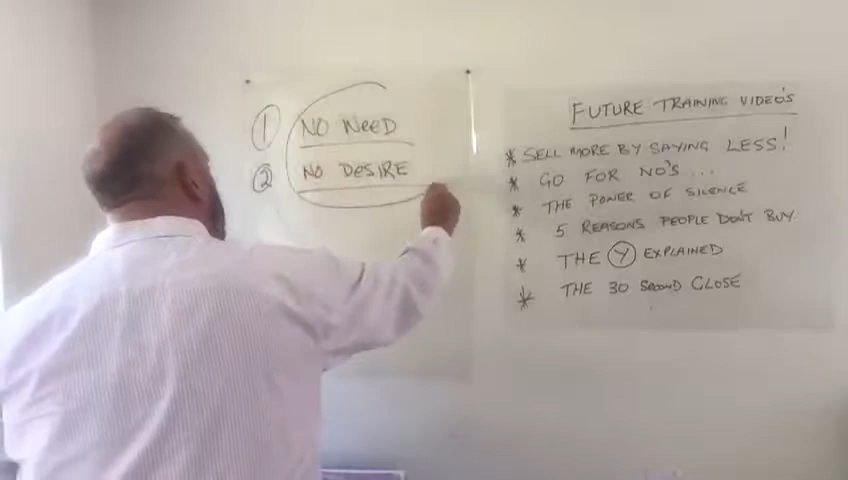 ① NO NEED
② NO DESIRE
FUTURE TRAINING VIDEO'S
* SELL MORE BY SAYING LESS!
* GO FOR NO'S ...
* THE POWER OF SILENCE
* 5 REASONS PEOPLE DON'T BUY
* THE Ⓨ EXPLAINED
* THE 30 SECOND CLOSE